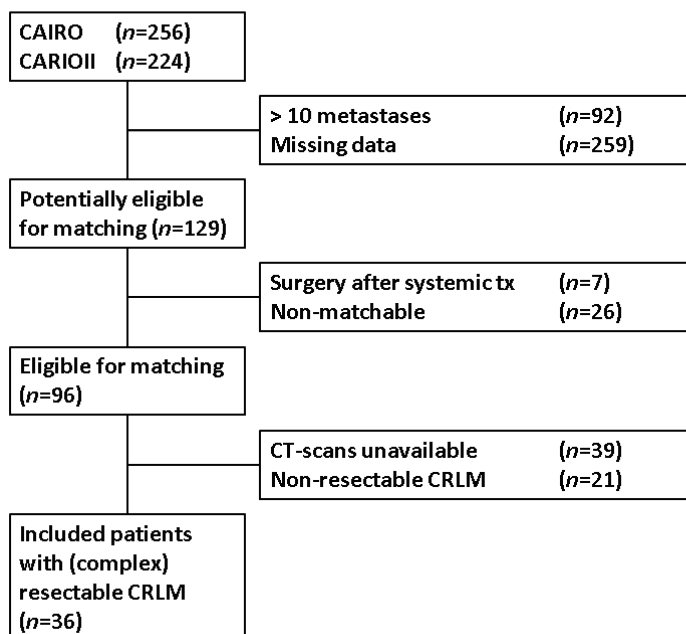 CAIRO (n=256)
CARIOII (n=224)
> 10 metastases (n=92)
Missing data (n=259)
Potentially eligible
for matching (n=129)
Surgery after systemic tx (n=7)
Non-matchable (n=26)
Eligible for matching
(n=96)
CT-scans unavailable (n=39)
Non-resectable CRLM (n=21)
Included patients
with (complex)
resectable CRLM
(n=36)